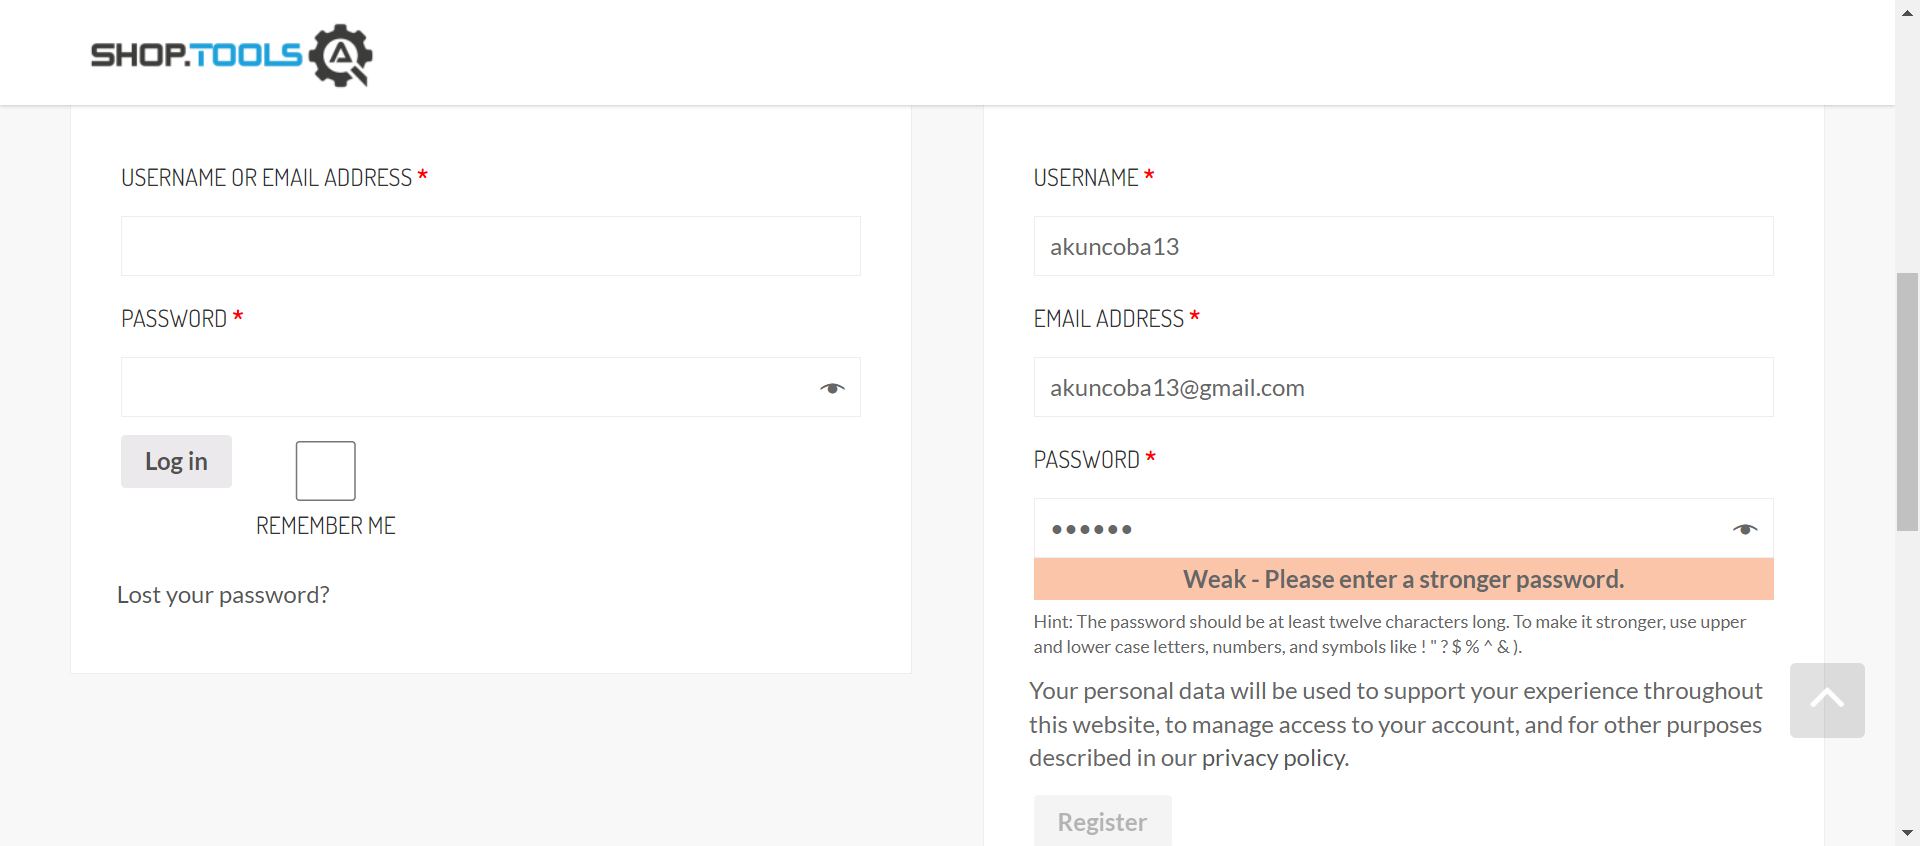 SHOP.TOOLS
USERNAME OR EMAIL ADDRESS *
PASSWORD *
Log in
REMEMBER ME
Lost your password?
USERNAME *
akuncoba13
EMAIL ADDRESS *
akuncoba13@gmail.com
PASSWORD *
••••••
Weak - Please enter a stronger password.
Hint: The password should be at least twelve characters long. To make it stronger, use upper
and lower case letters, numbers, and symbols like ! " ? $ % ^ & ).
Your personal data will be used to support your experience throughout
this website, to manage access to your account, and for other purposes
described in our privacy policy.
Register